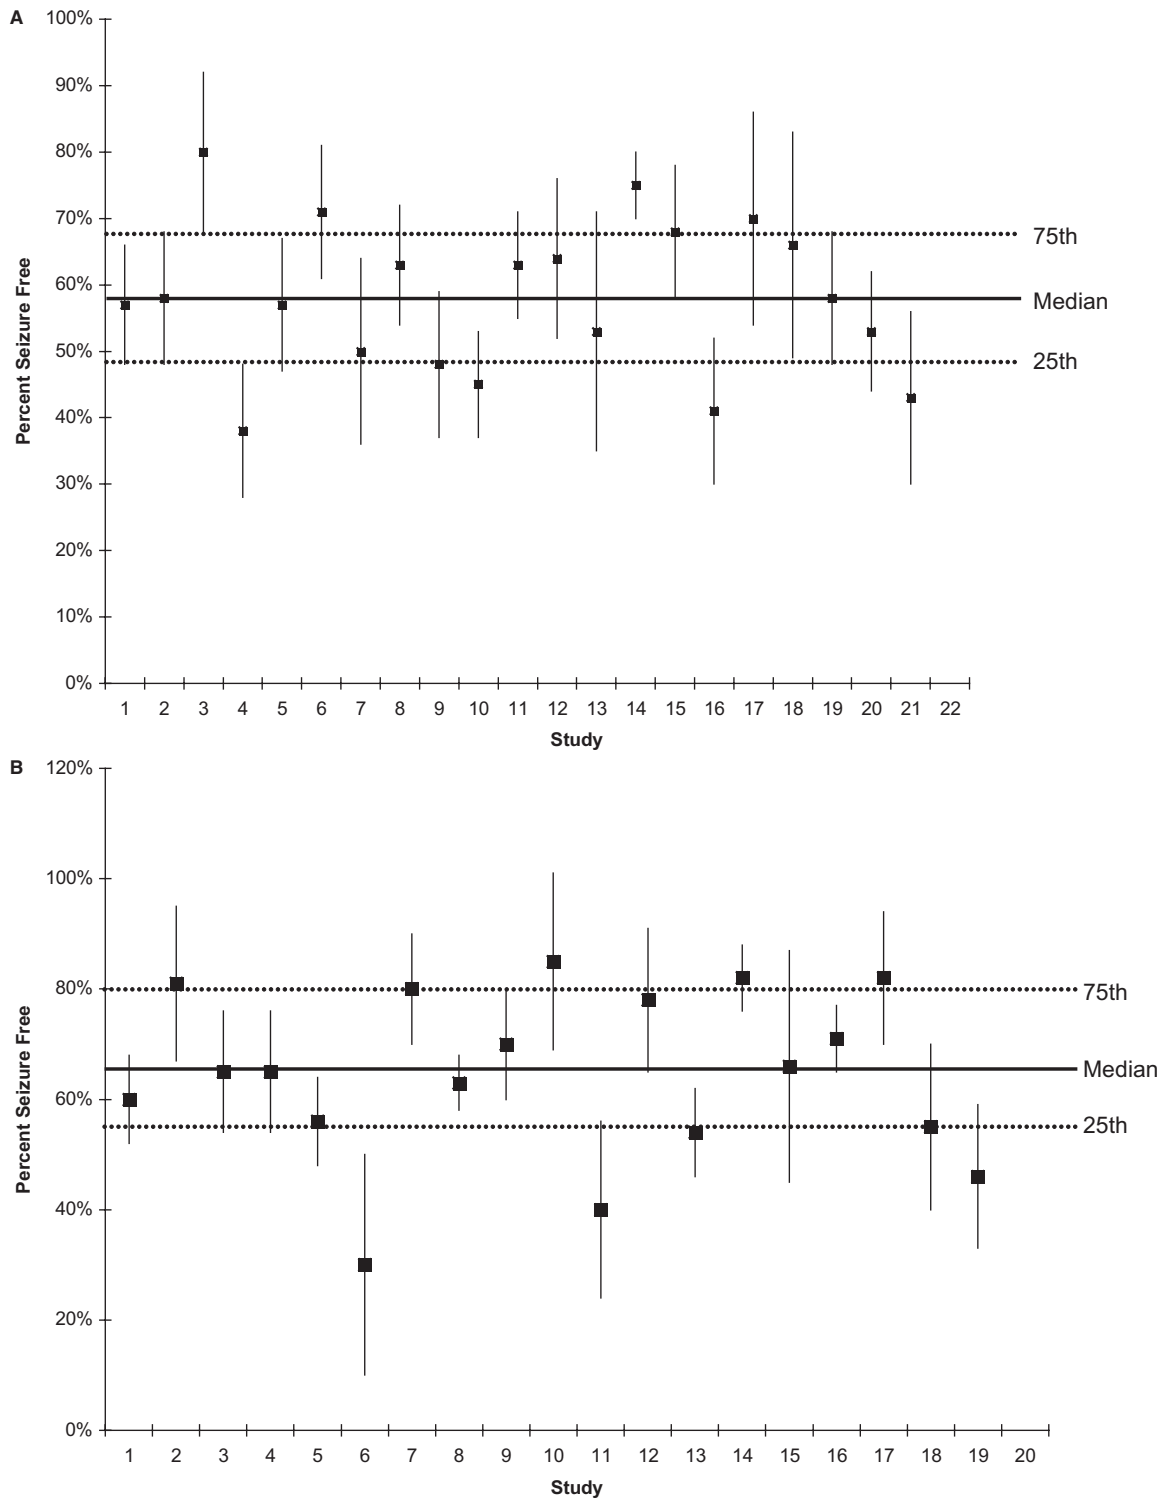 A
100%
90%
80%
70%
60%
50%
40%
30%
20%
10%
0%
Percent Seizure Free
75th
Median
25th
1 2 3 4 5 6 7 8 9 10 11 12 13 14 15 16 17 18 19 20 21 22
Study
B
120%
100%
80%
60%
40%
20%
0%
Percent Seizure Free
75th
Median
25th
1 2 3 4 5 6 7 8 9 10 11 12 13 14 15 16 17 18 19 20
Study